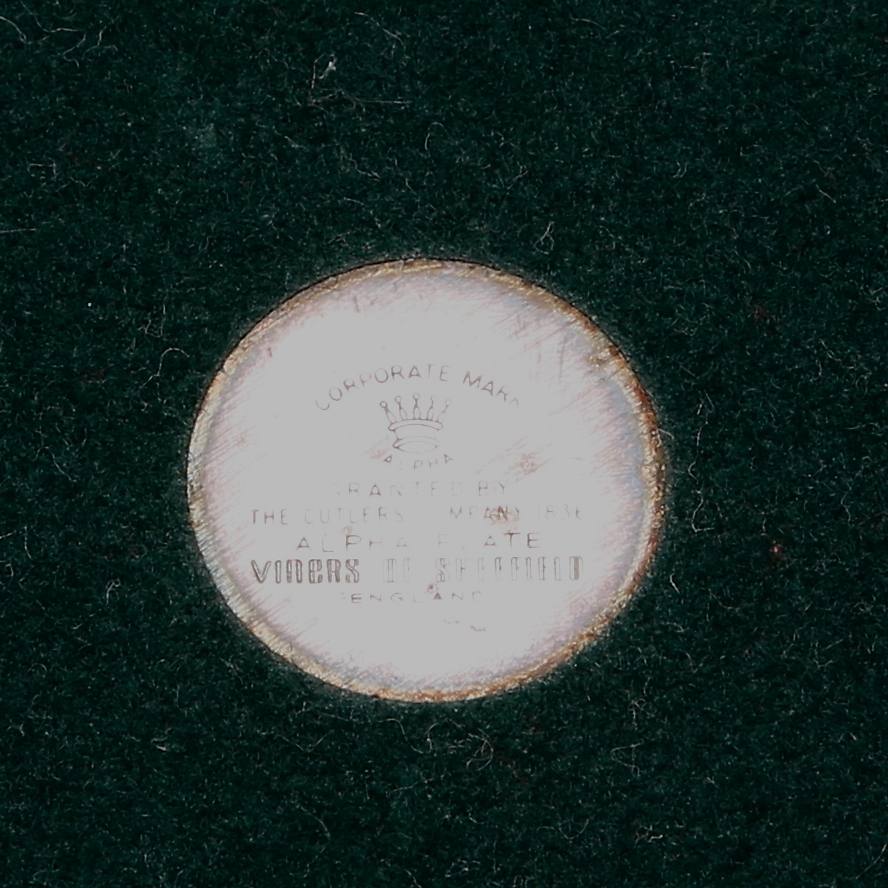 CORPORATE MARK
ALPHA
GRANTED BY
THE CUTLERS COMPANY 1836
ALPHA PLATE
VINERS OF SHEFFIELD
ENGLAND